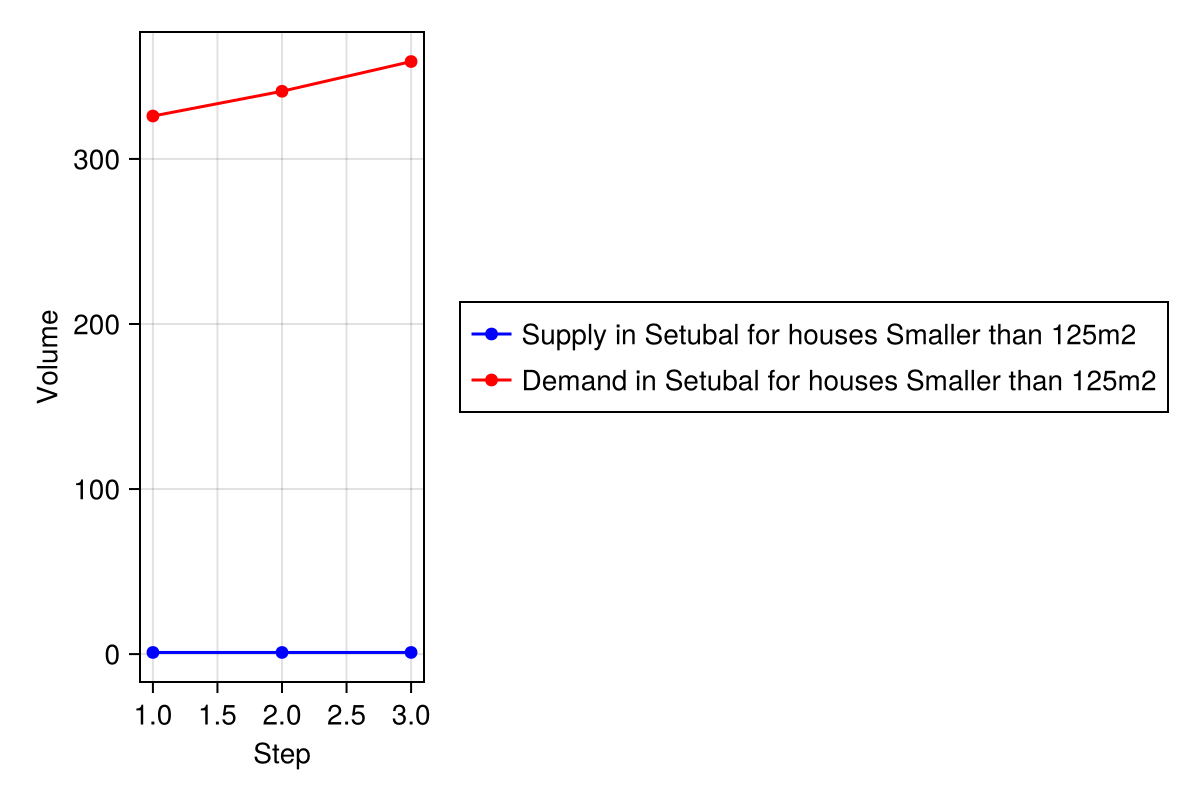 300
200
100
0
Volume
1.0 1.5 2.0 2.5 3.0
Step
Supply in Setubal for houses Smaller than 125m2
Demand in Setubal for houses Smaller than 125m2